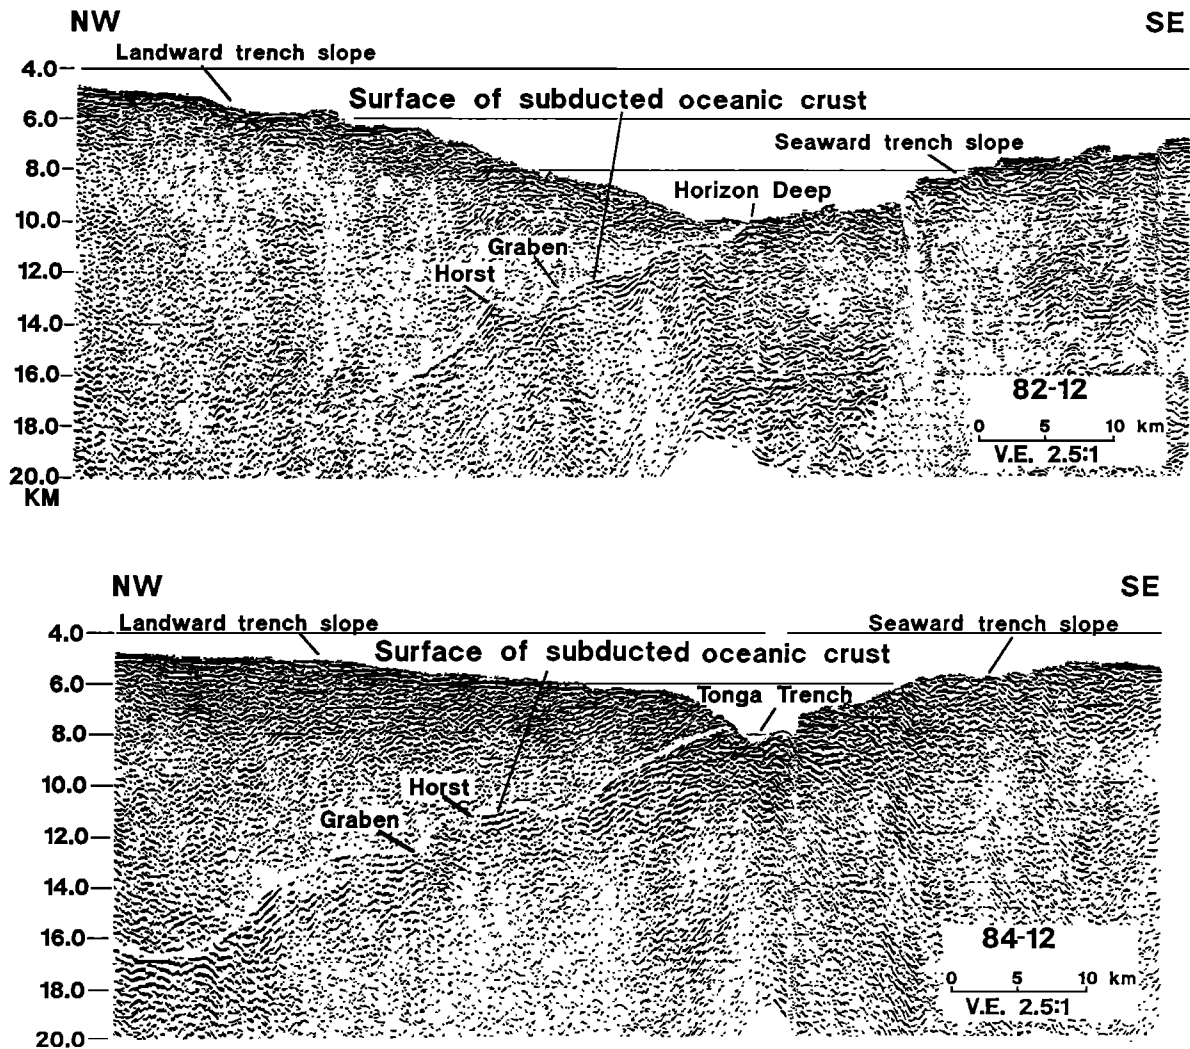 NW
SE
Landward trench slope
4.0
Surface of subducted oceanic crust
6.0
Seaward trench slope
8.0
Horizon Deep
10.0
Graben
12.0
Horst
14.0
16.0
82-12
18.0
0 5 10 km
V.E. 2.5:1
20.0
KM
NW
SE
Landward trench slope
Seaward trench slope
4.0
Surface of subducted oceanic crust
6.0
Tonga Trench
8.0
10.0
Horst
Graben
12.0
14.0
16.0
84-12
18.0
0 5 10 km
V.E. 2.5:1
20.0